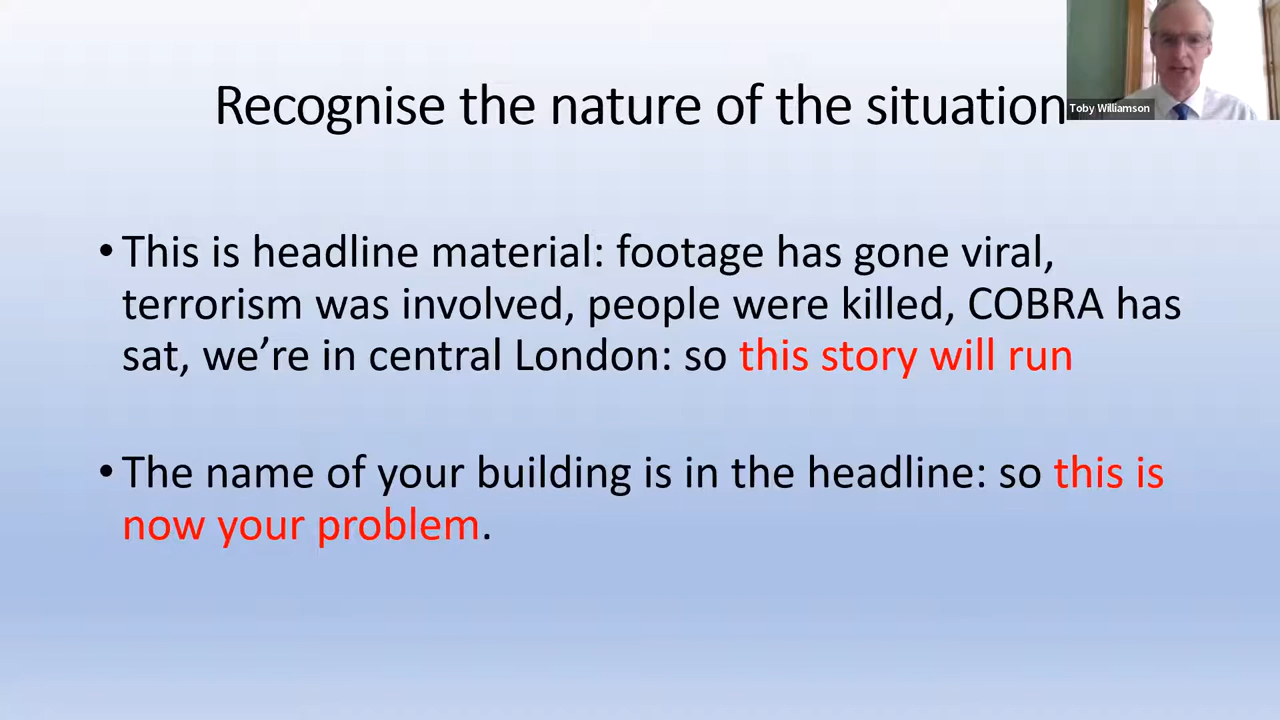 Recognise the nature of the situation
Toby Williamson
• This is headline material: footage has gone viral,
terrorism was involved, people were killed, COBRA has
sat, we’re in central London: so this story will run
• The name of your building is in the headline: so this is
now your problem.